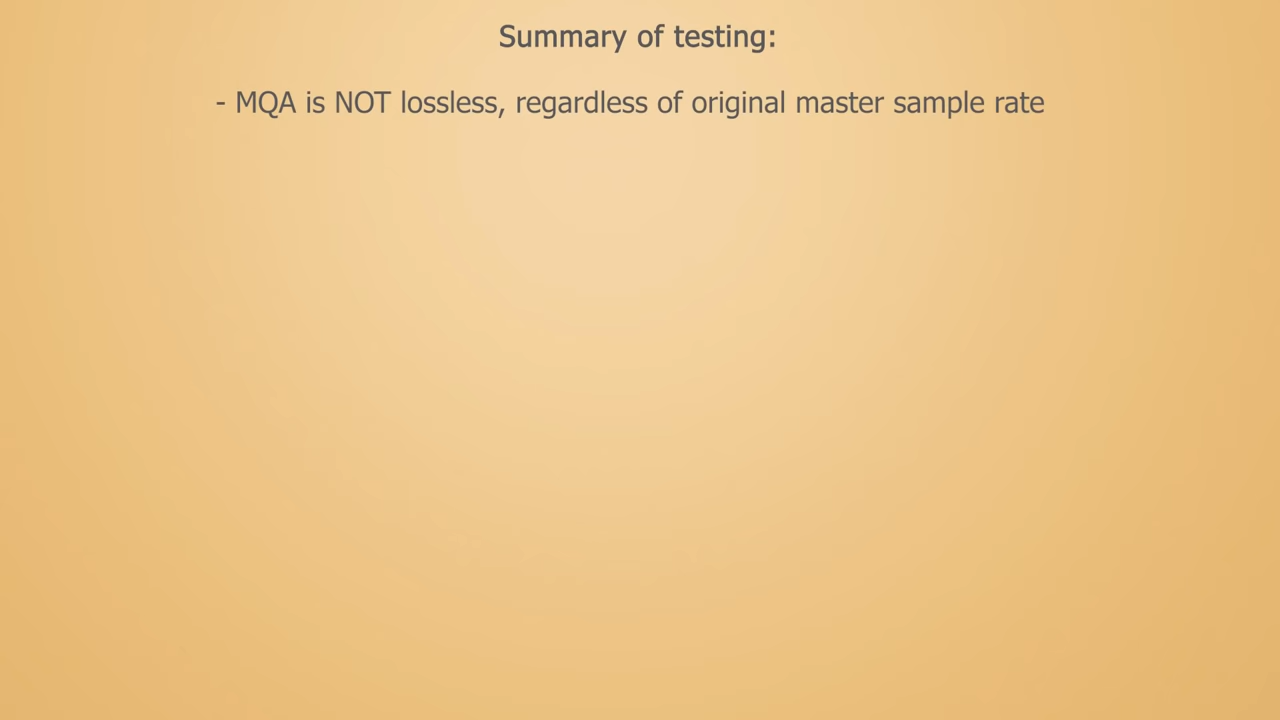 Summary of testing:
- MQA is NOT lossless, regardless of original master sample rate